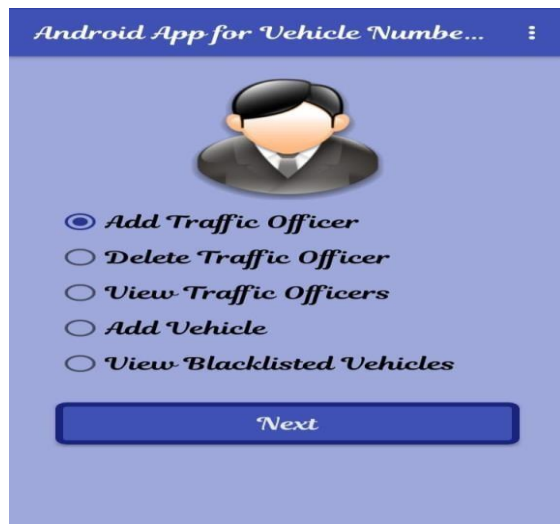 Android App for Vehicle Numbe...
Add Traffic Officer
Delete Traffic Officer
View Traffic Officers
Add Vehicle
View Blacklisted Vehicles
Next